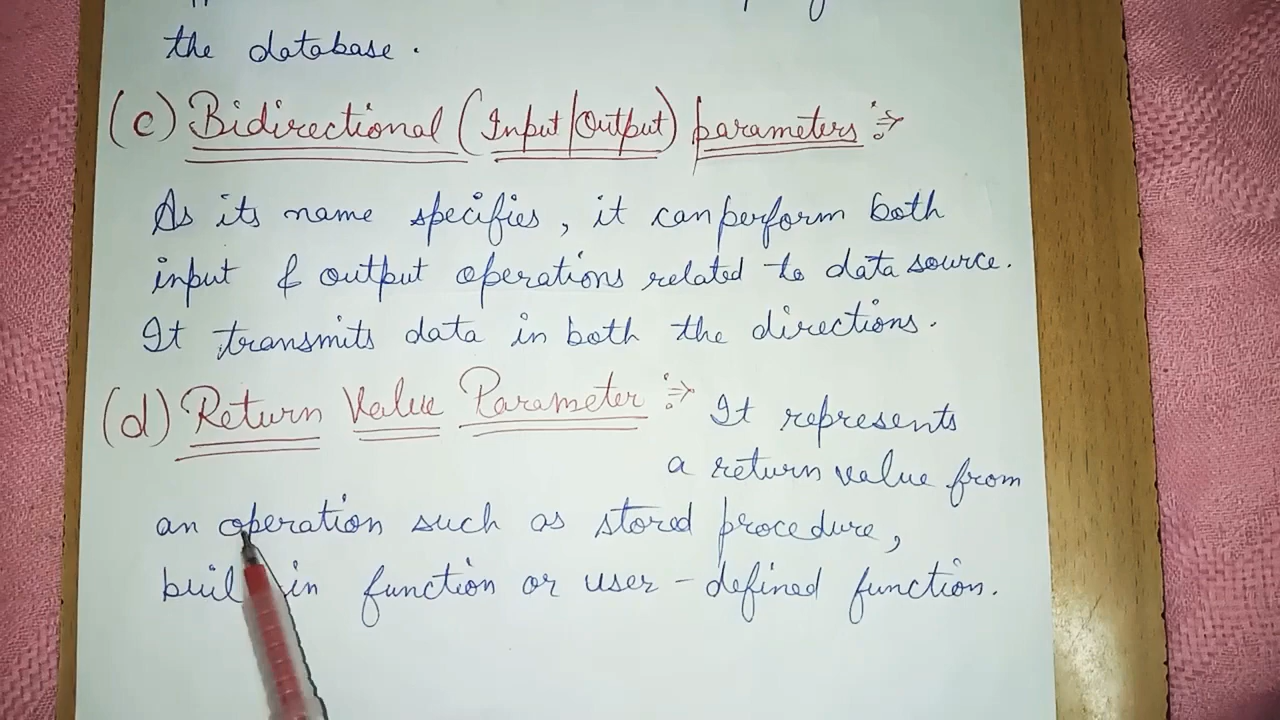 the database.
(c) Bidirectional (Input/Output) parameters :→
As its name specifies, it can perform both
input & output operations related to data source.
It transmits data in both the directions.
(d) Return Value Parameter :→ It represents
a return value from
an operation such as stored procedure,
in function or user-defined function.